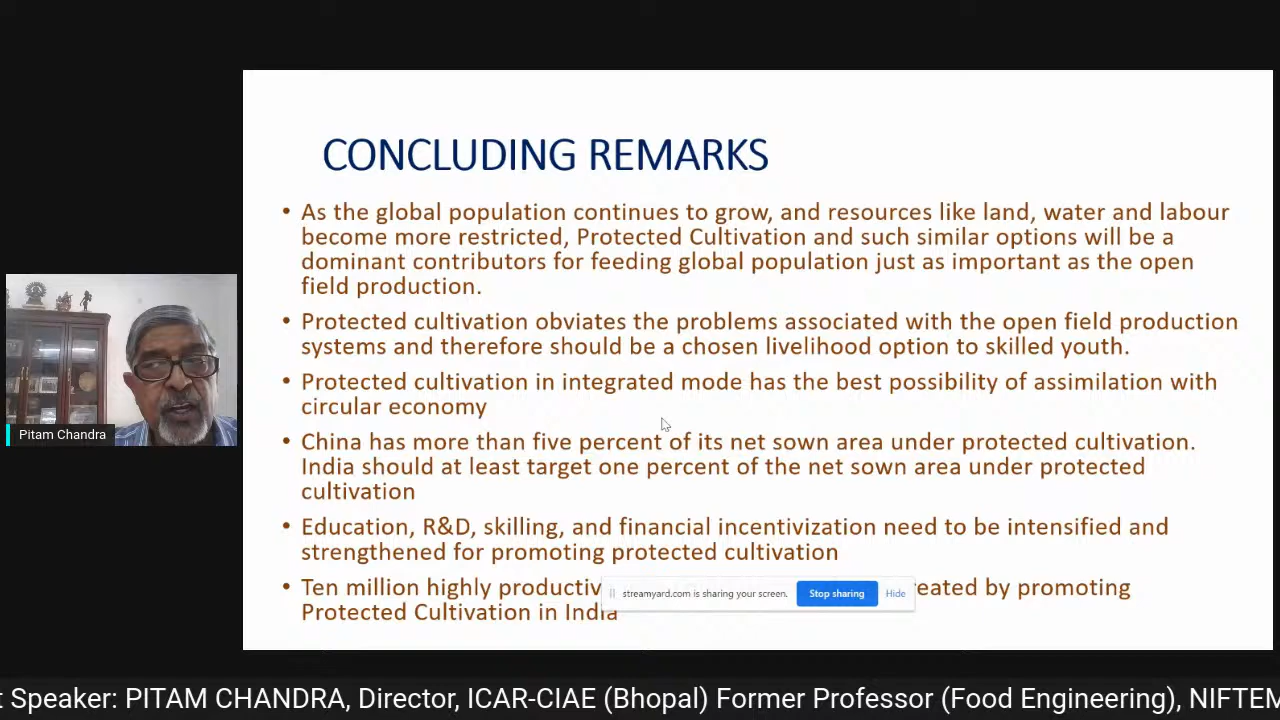 CONCLUDING REMARKS
• As the global population continues to grow, and resources like land, water and labour
become more restricted, Protected Cultivation and such similar options will be a
dominant contributors for feeding global population just as important as the open
field production.
• Protected cultivation obviates the problems associated with the open field production
systems and therefore should be a chosen livelihood option to skilled youth.
• Protected cultivation in integrated mode has the best possibility of assimilation with
circular economy
• China has more than five percent of its net sown area under protected cultivation.
India should at least target one percent of the net sown area under protected
cultivation
• Education, R&D, skilling, and financial incentivization need to be intensified and
strengthened for promoting protected cultivation
• Ten million highly productiv reated by promoting
Protected Cultivation in India
streamyard.com is sharing your screen. Stop sharing Hide
Pitam Chandra
t Speaker: PITAM CHANDRA, Director, ICAR-CIAE (Bhopal) Former Professor (Food Engineering), NIFTEM